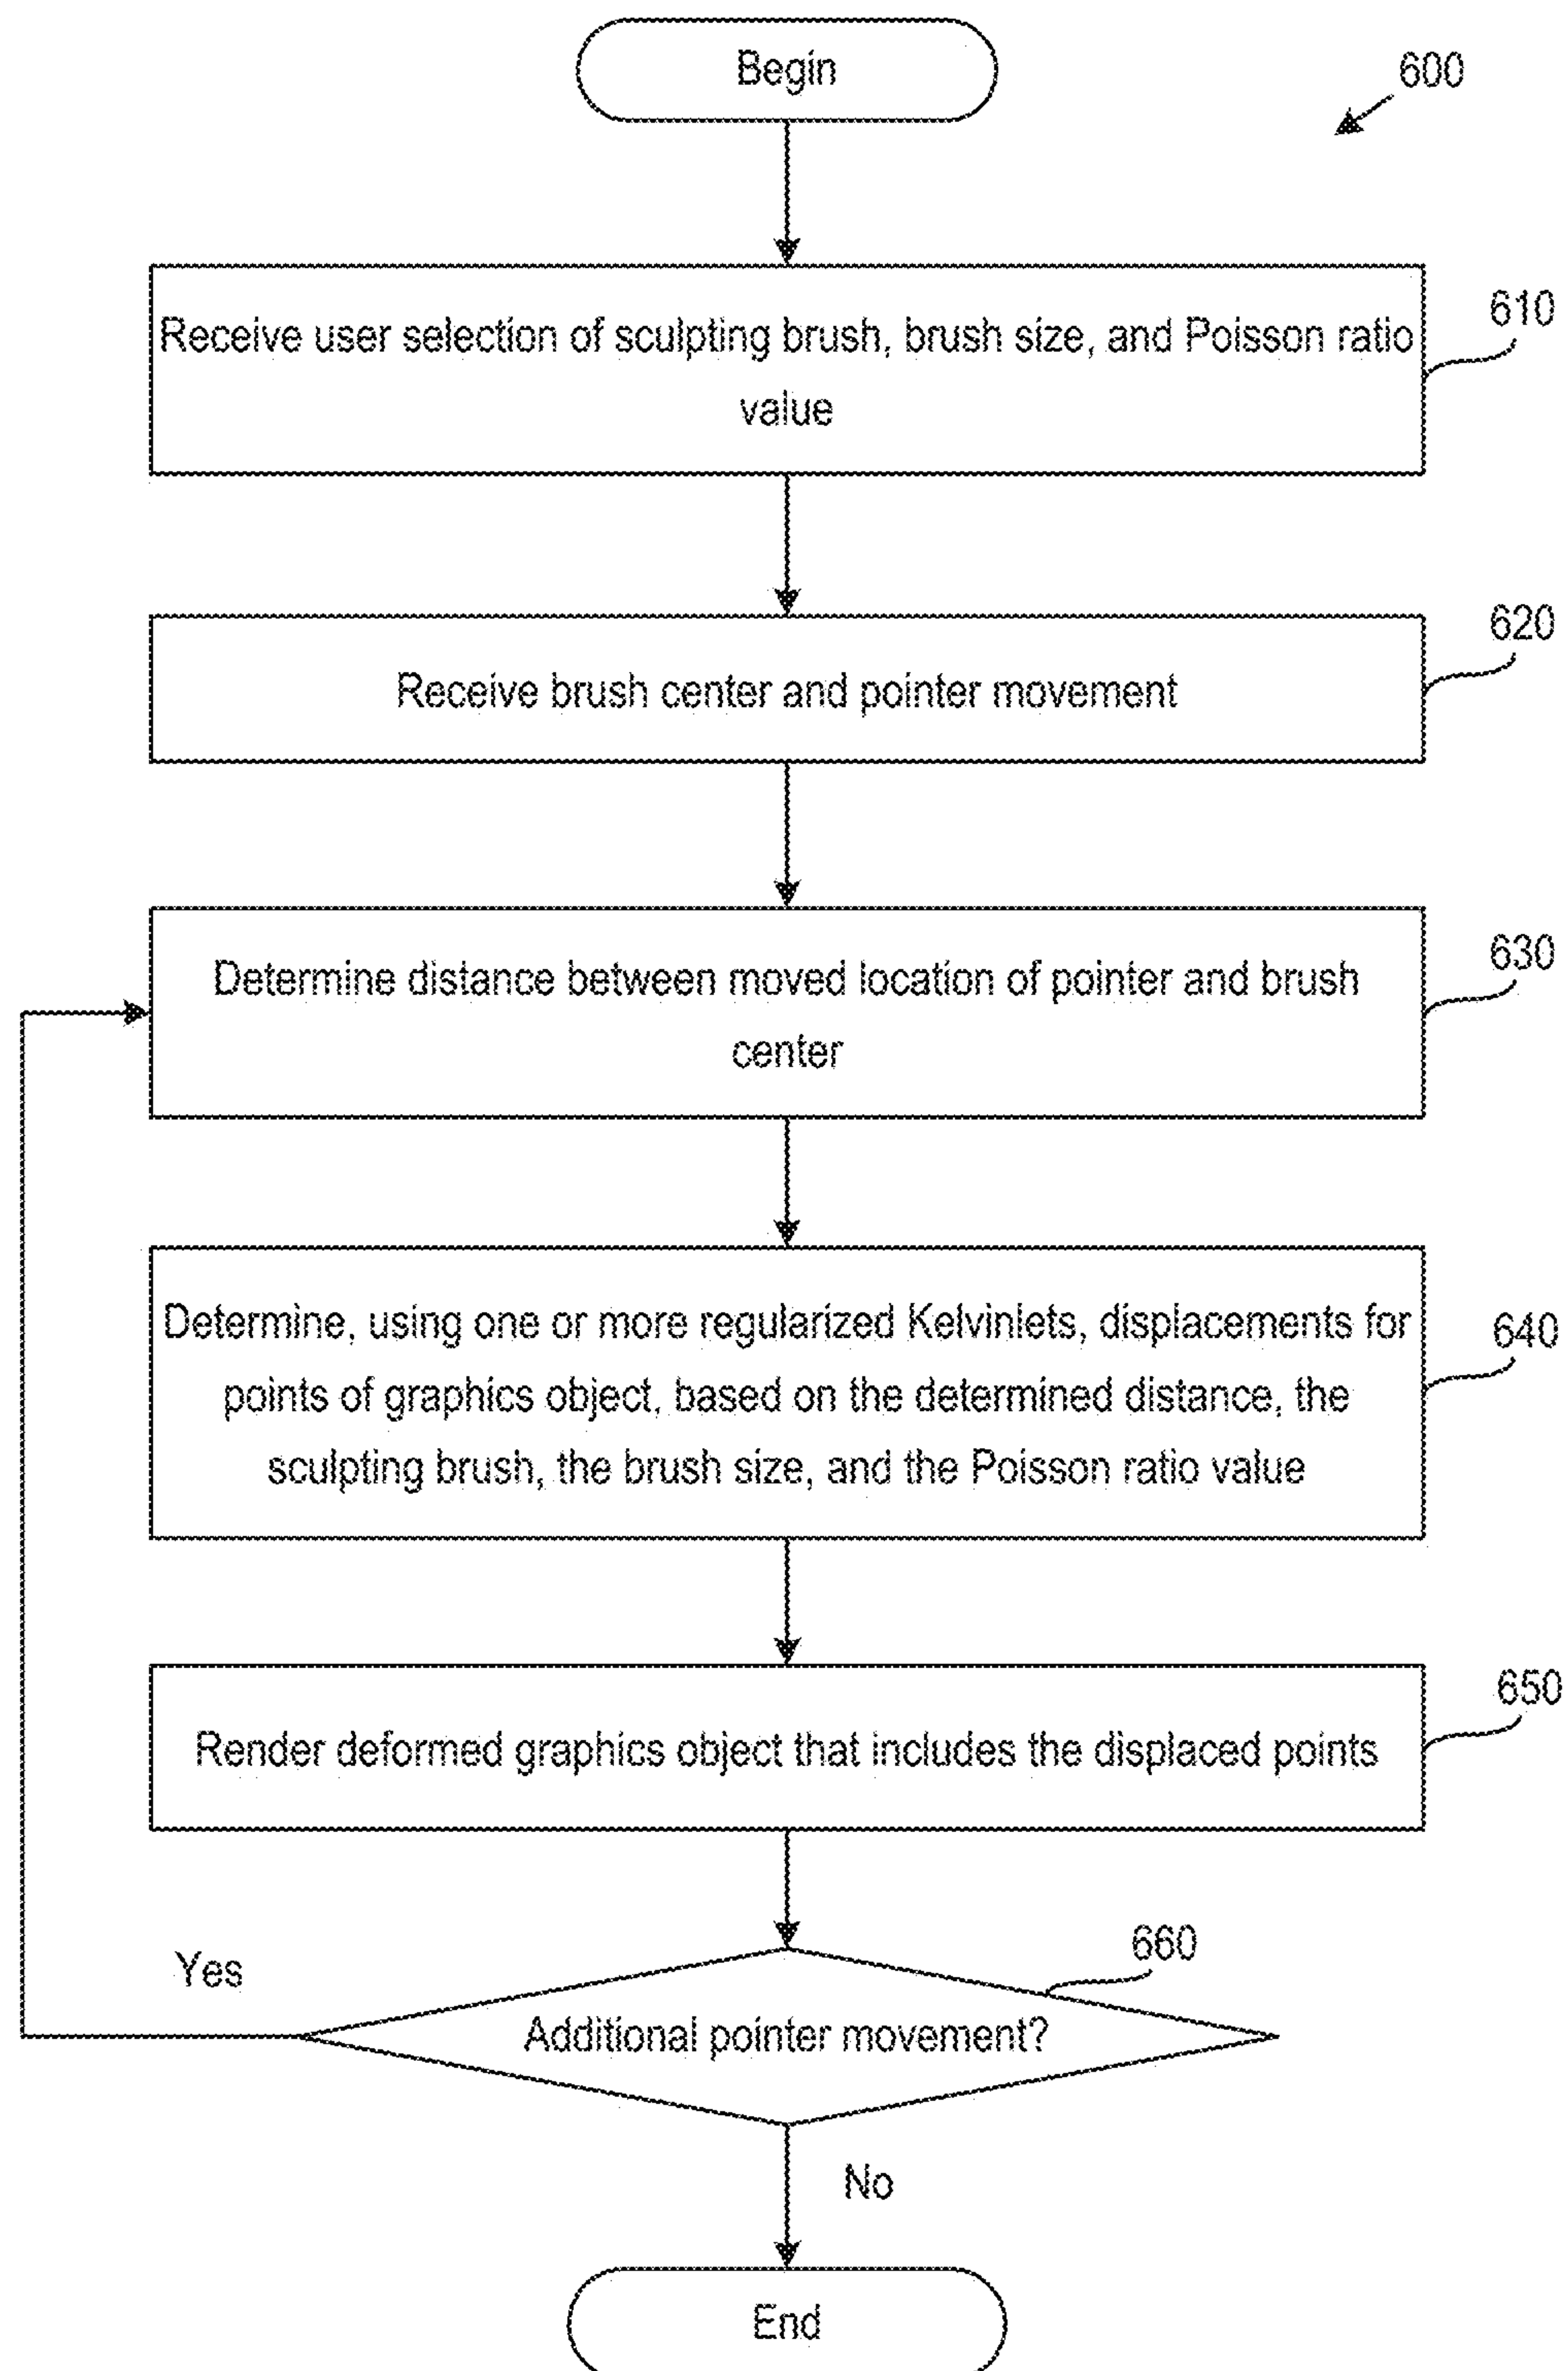 Begin
600
Receive user selection of sculpting brush, brush size, and Poisson ratio
value
610
Receive brush center and pointer movement
620
Determine distance between moved location of pointer and brush
center
630
Determine, using one or more regularized Kelvinlets, displacements for
points of graphics object, based on the determined distance, the
sculpting brush, the brush size, and the Poisson ratio value
640
Render deformed graphics object that includes the displaced points
650
Additional pointer movement?
660
Yes
No
End